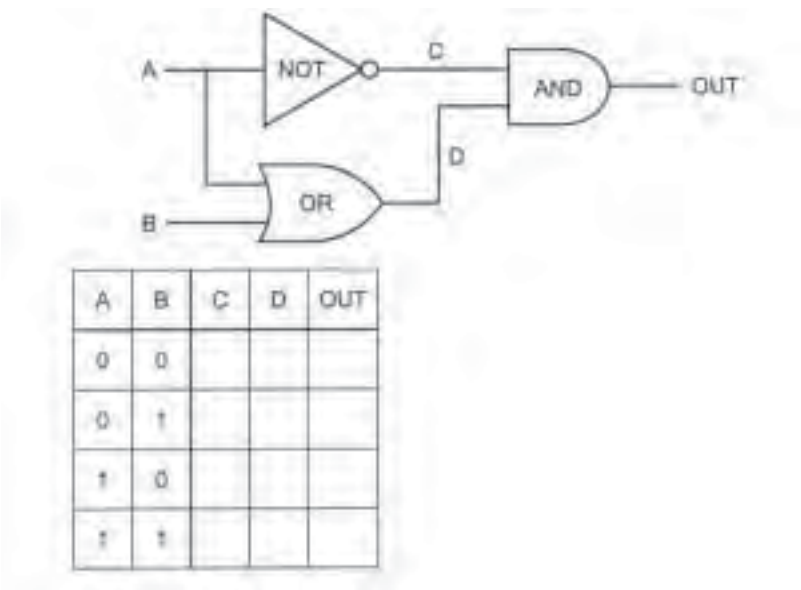 A NOT C AND OUT
D
B OR
A B C D OUT
0 0
0 1
1 0
1 1